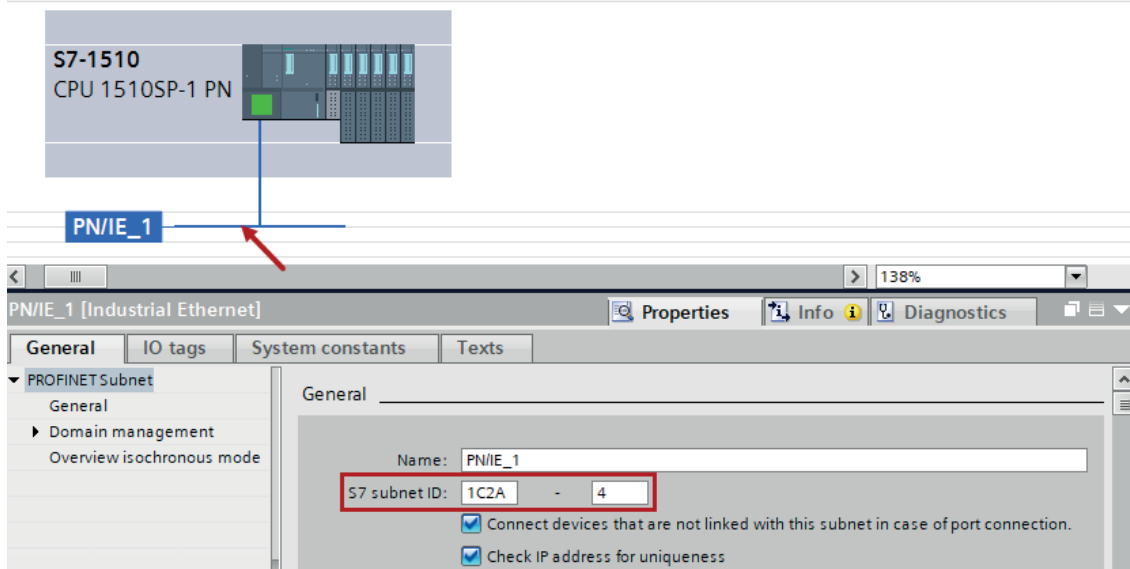 S7-1510
CPU 1510SP-1 PN
PN/IE_1
138%
PN/IE_1 [Industrial Ethernet]
Properties
Info
Diagnostics
General
IO tags
System constants
Texts
PROFINET Subnet
General
Domain management
Overview isochronous mode
General
Name: PN/IE_1
S7 subnet ID: 1C2A - 4
Connect devices that are not linked with this subnet in case of port connection.
Check IP address for uniqueness